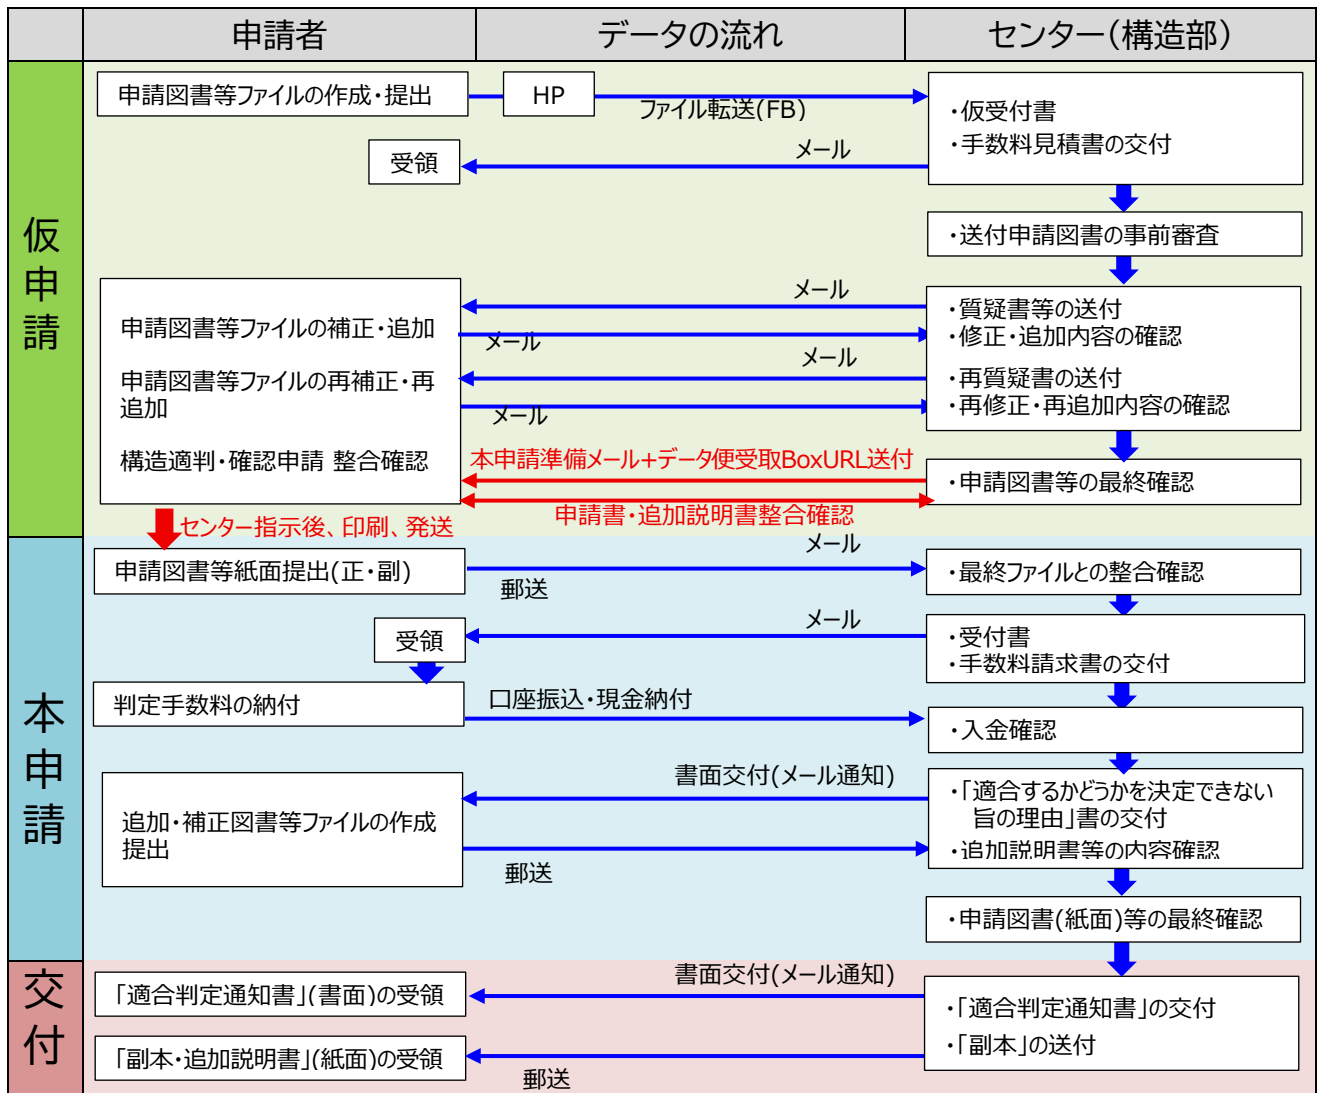 申請者
データの流れ
センター(構造部)
仮申請
申請図書等ファイルの作成・提出
HP
ファイル転送(FB)
・仮受付書
・手数料見積書の交付
メール
受領
・送付申請図書の事前審査
メール
・質疑書等の送付
申請図書等ファイルの補正・追加
メール
・修正・追加内容の確認
メール
申請図書等ファイルの再補正・再
追加
・再質疑書の送付
・再修正・再追加内容の確認
メール
構造適判・確認申請 整合確認
本申請準備メール+データ便受取BoxURL送付
・申請図書等の最終確認
申請書・追加説明書整合確認
センター指示後、印刷、発送
本申請
メール
申請図書等紙面提出(正・副)
郵送
・最終ファイルとの整合確認
メール
受領
・受付書
・手数料請求書の交付
判定手数料の納付
口座振込・現金納付
・入金確認
書面交付(メール通知)
・「適合するかどうかを決定できない
旨の理由」書の交付
・追加説明書等の内容確認
追加・補正図書等ファイルの作成
提出
郵送
・申請図書(紙面)等の最終確認
交付
書面交付(メール通知)
「適合判定通知書」(書面)の受領
・「適合判定通知書」の交付
・「副本」の送付
「副本・追加説明書」(紙面)の受領
郵送